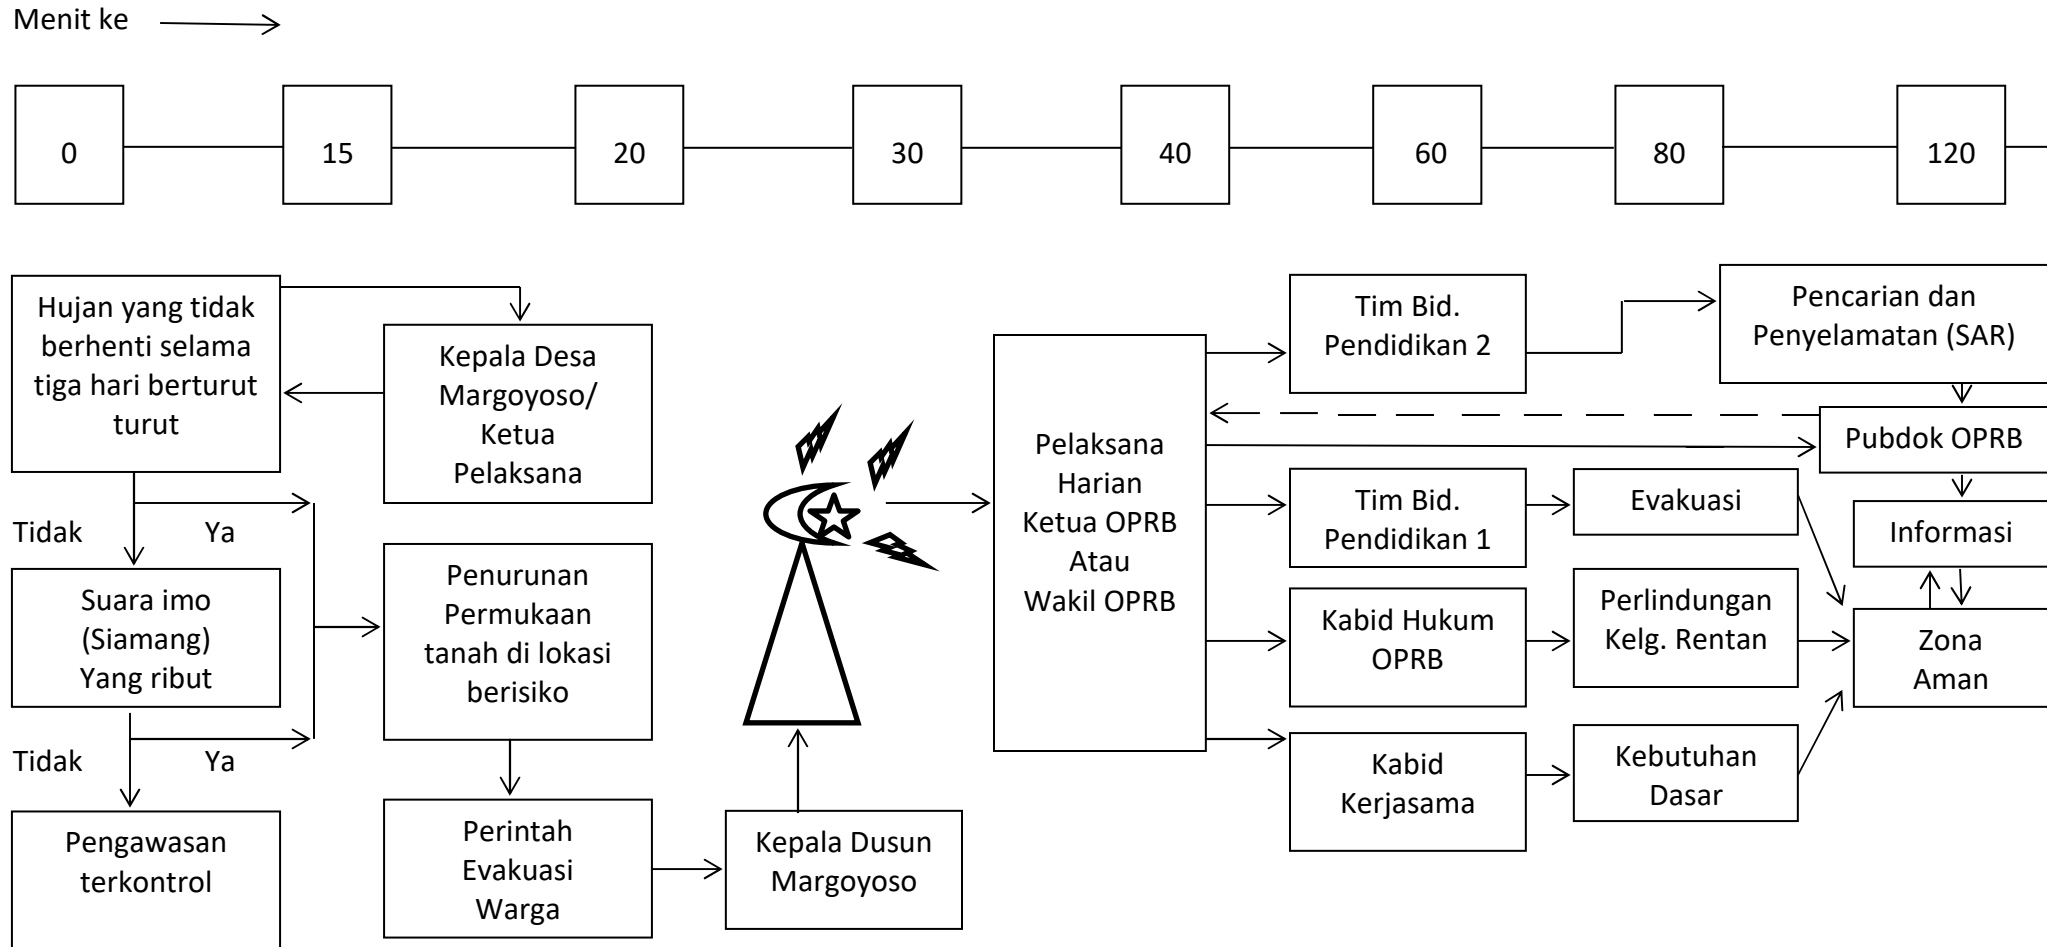 Menit ke
0
15
20
30
40
60
80
120
Hujan yang tidak
berhenti selama
tiga hari berturut
turut
Kepala Desa
Margoyoso/
Ketua
Pelaksana
Tidak
Ya
Suara imo
(Siamang)
Yang ribut
Penurunan
Permukaan
tanah di lokasi
berisiko
Tidak
Ya
Pengawasan
terkontrol
Perintah
Evakuasi
Warga
Kepala Dusun
Margoyoso
Pelaksana
Harian
Ketua OPRB
Atau
Wakil OPRB
Tim Bid.
Pendidikan 2
Pencarian dan
Penyelamatan (SAR)
Pubdok OPRB
Tim Bid.
Pendidikan 1
Evakuasi
Informasi
Kabid Hukum
OPRB
Perlindungan
Kelg. Rentan
Zona
Aman
Kabid
Kerjasama
Kebutuhan
Dasar